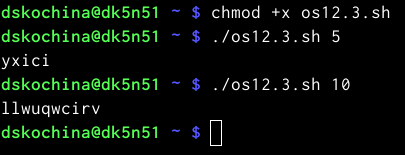 dskochina@dk5n51 ~ $ chmod +x os12.3.sh
dskochina@dk5n51 ~ $ ./os12.3.sh 5
yxici
dskochina@dk5n51 ~ $ ./os12.3.sh 10
llwuqwcirv
dskochina@dk5n51 ~ $